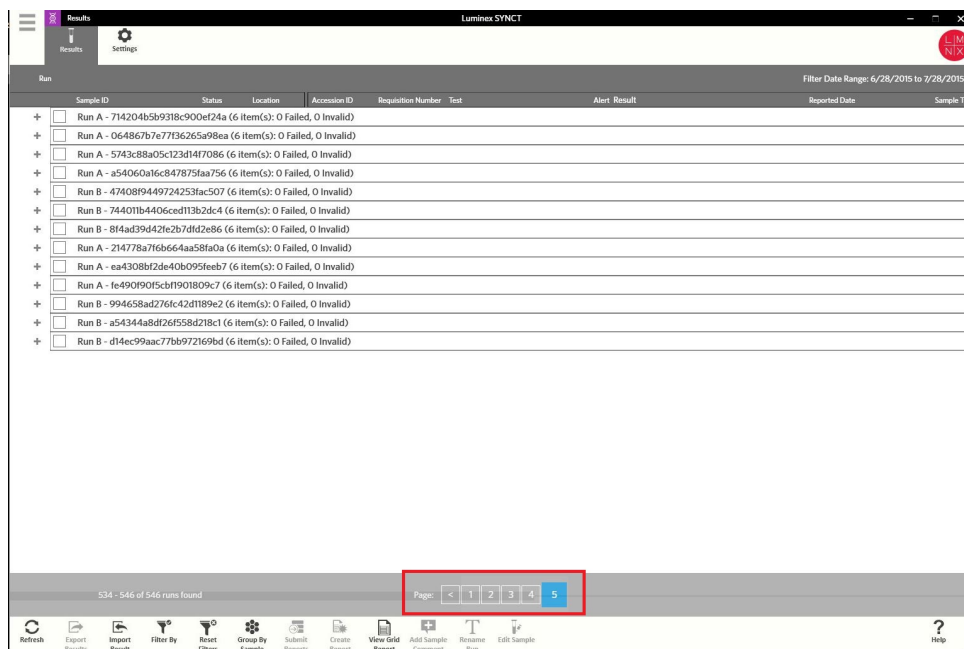 Results
Luminex SYNCT
Results
Settings
LM
NX
Run
Filter Date Range: 6/28/2015 to 7/28/2015
Sample ID Status Location Accession ID Requisition Number Test Alert Result Reported Date Sample T
Run A - 714204b5b9318c900ef24a (6 item(s): 0 Failed, 0 Invalid)
Run A - 064867b7e77f36265a98ea (6 item(s): 0 Failed, 0 Invalid)
Run A - 5743c88a05c123d14f7086 (6 item(s): 0 Failed, 0 Invalid)
Run A - a54060a16c847875faa756 (6 item(s): 0 Failed, 0 Invalid)
Run B - 47408f9449724253fac507 (6 item(s): 0 Failed, 0 Invalid)
Run B - 744011b4406ced113b2dc4 (6 item(s): 0 Failed, 0 Invalid)
Run B - 8f4ad39d42fe2b7dfd2e86 (6 item(s): 0 Failed, 0 Invalid)
Run A - 214778a7f6b664aa58fa0a (6 item(s): 0 Failed, 0 Invalid)
Run A - ea4308bf2de40b095feeb7 (6 item(s): 0 Failed, 0 Invalid)
Run A - fe490f90f5cbf1901809c7 (6 item(s): 0 Failed, 0 Invalid)
Run B - 994658ad276fc42d1189e2 (6 item(s): 0 Failed, 0 Invalid)
Run B - a54344a8df26f558d218c1 (6 item(s): 0 Failed, 0 Invalid)
Run B - d14ec99aac77bb972169bd (6 item(s): 0 Failed, 0 Invalid)
534 - 546 of 546 runs found
Page: < 1 2 3 4 5
Refresh Export Import Filter By Reset Group By Submit Create View Grid Add Sample Rename Edit Sample Help
Results Result Filters Sample Reports Report Report Comment Run